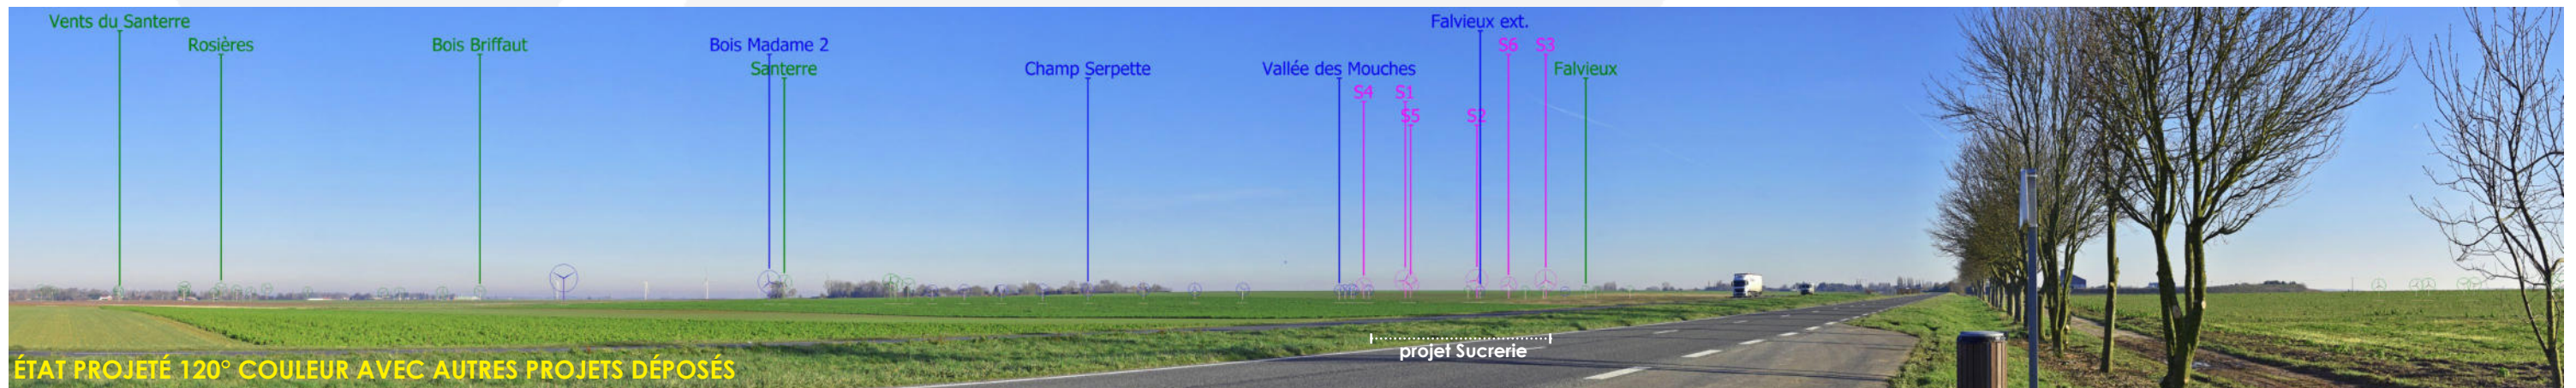 Vents du Santerre
Rosières
Bois Briffaut
Bois Madame 2
Santerre
Champ Serpette
Vallée des Mouches
S4
S1
S5
Falvieux ext.
S2
S6
S3
Falvieux
projet Sucrerie
ÉTAT PROJETÉ 120° COULEUR AVEC AUTRES PROJETS DÉPOSÉS